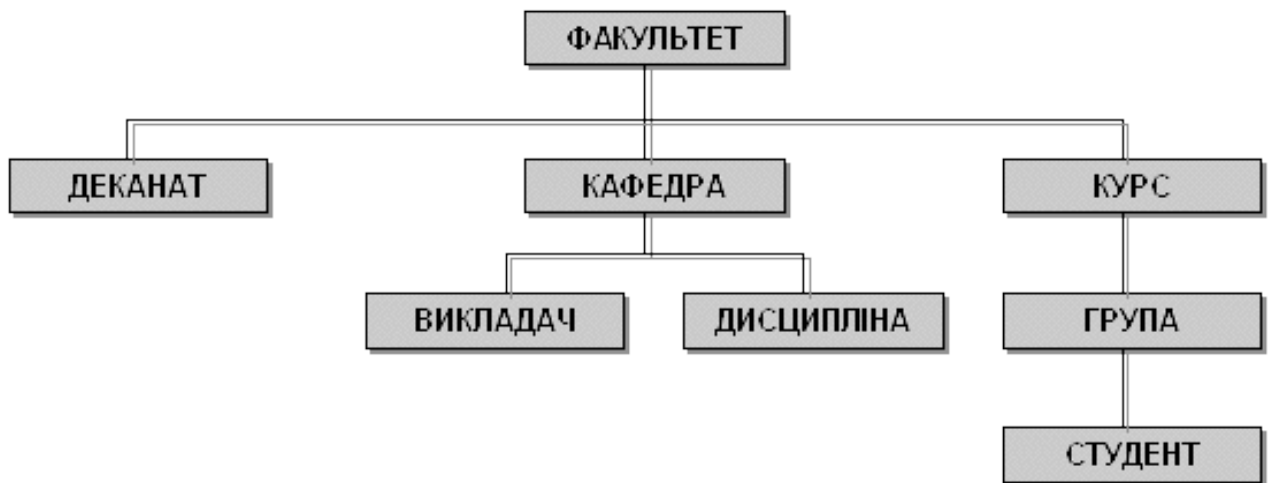 ФАКУЛЬТЕТ
ДЕКАНАТ
КАФЕДРА
КУРС
ВИКЛАДАЧ
ДИСЦИПЛІНА
ГРУПА
СТУДЕНТ